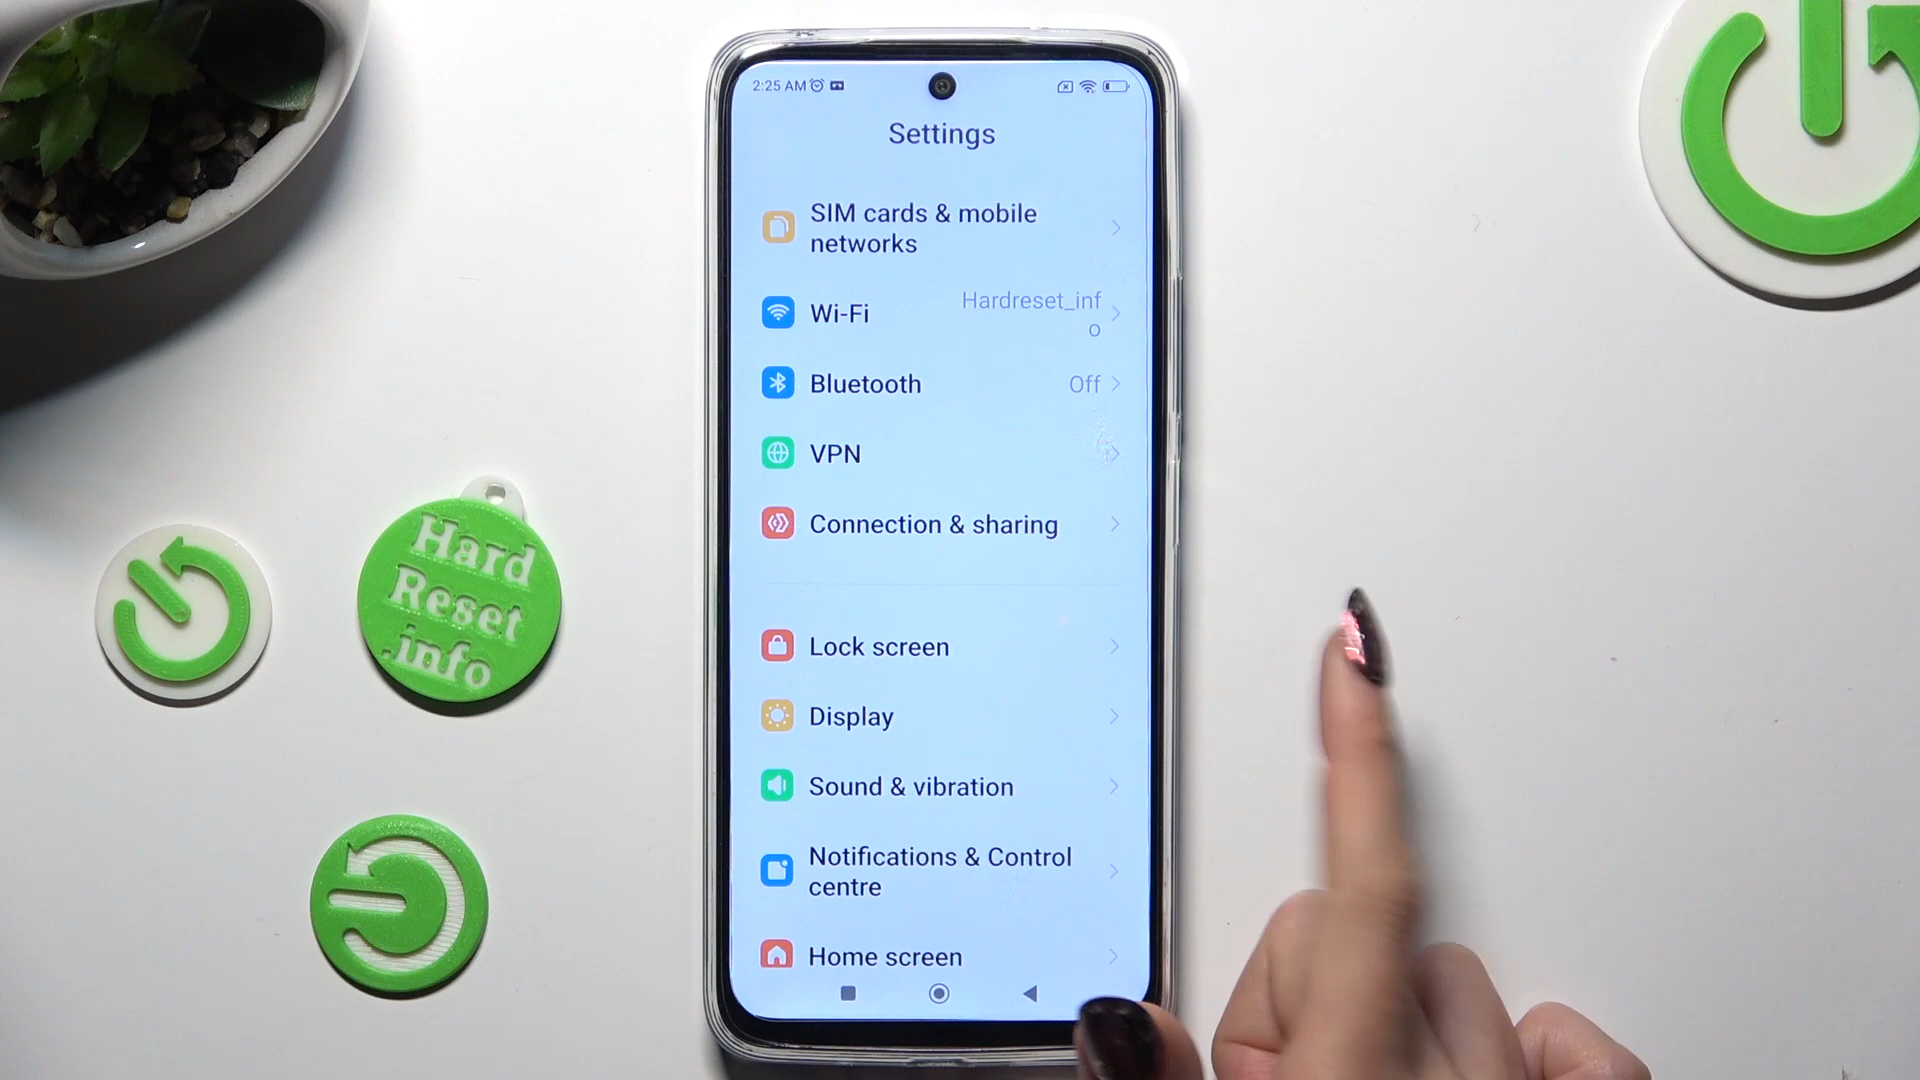 2:25 AM
Settings
SIM cards & mobile
networks
Wi-Fi
Hardreset_inf
o
Bluetooth
Off
VPN
Connection & sharing
Lock screen
Display
Sound & vibration
Notifications & Control
centre
Home screen
Hard
Reset
.info